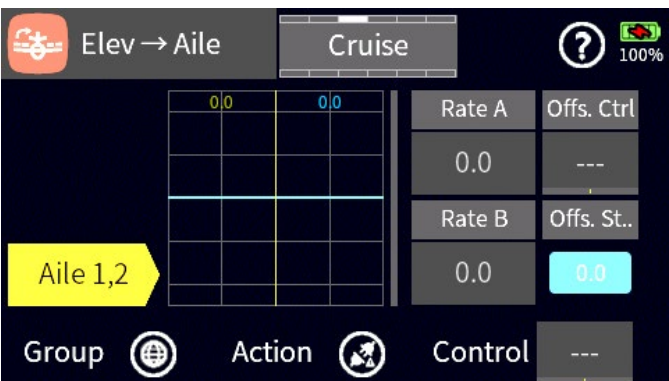 Elev → Aile
Cruise
?
100%
0.0
0.0
Rate A
Offs. Ctrl
0.0
---
Rate B
Offs. St..
Aile 1,2
0.0
0.0
Group
Action
Control
---